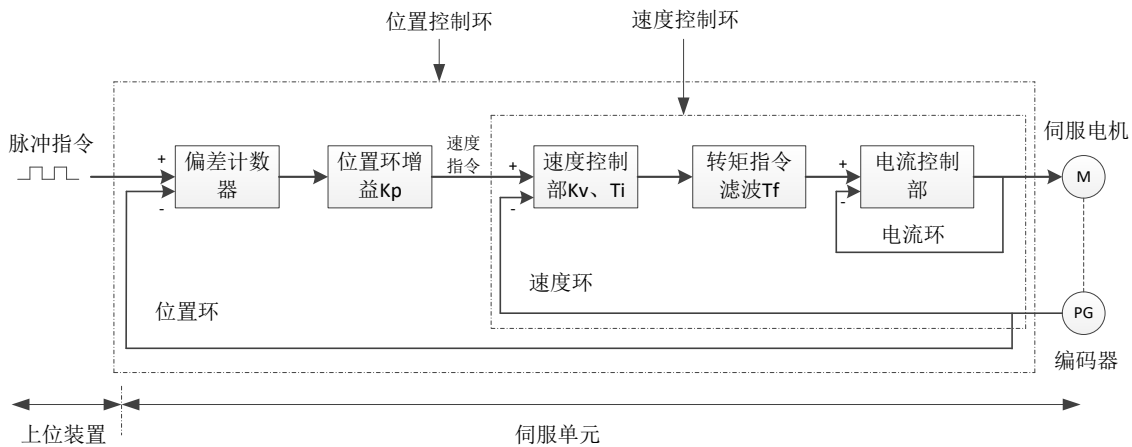 位置控制环
速度控制环
脉冲指令
+
-
偏差计数
器
位置环增
益Kp
速度
指令
+
-
速度控制
部Kv、Ti
转矩指令
滤波Tf
+
-
电流控制
部
电流环
伺服电机
M
速度环
位置环
PG
编码器
上位装置
伺服单元